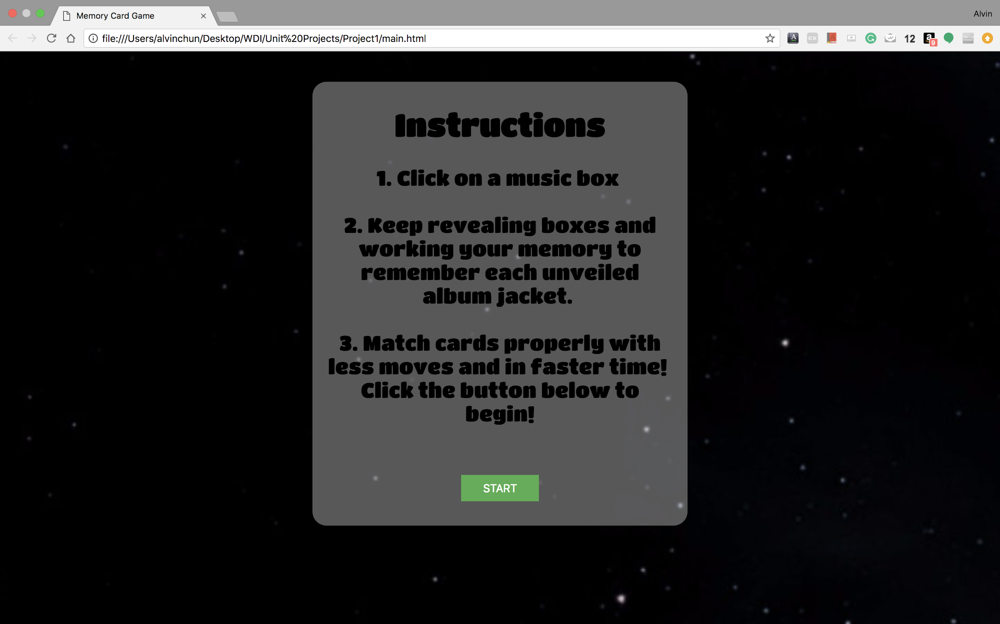 Memory Card Game
Alvin
file:///Users/alvinchun/Desktop/WDI/Unit%20Projects/Project1/main.html
A
EX
A
12
a
9
Instructions
1. Click on a music box
2. Keep revealing boxes and
working your memory to
remember each unveiled
album jacket.
3. Match cards properly with
less moves and in faster time!
Click the button below to
begin!
START